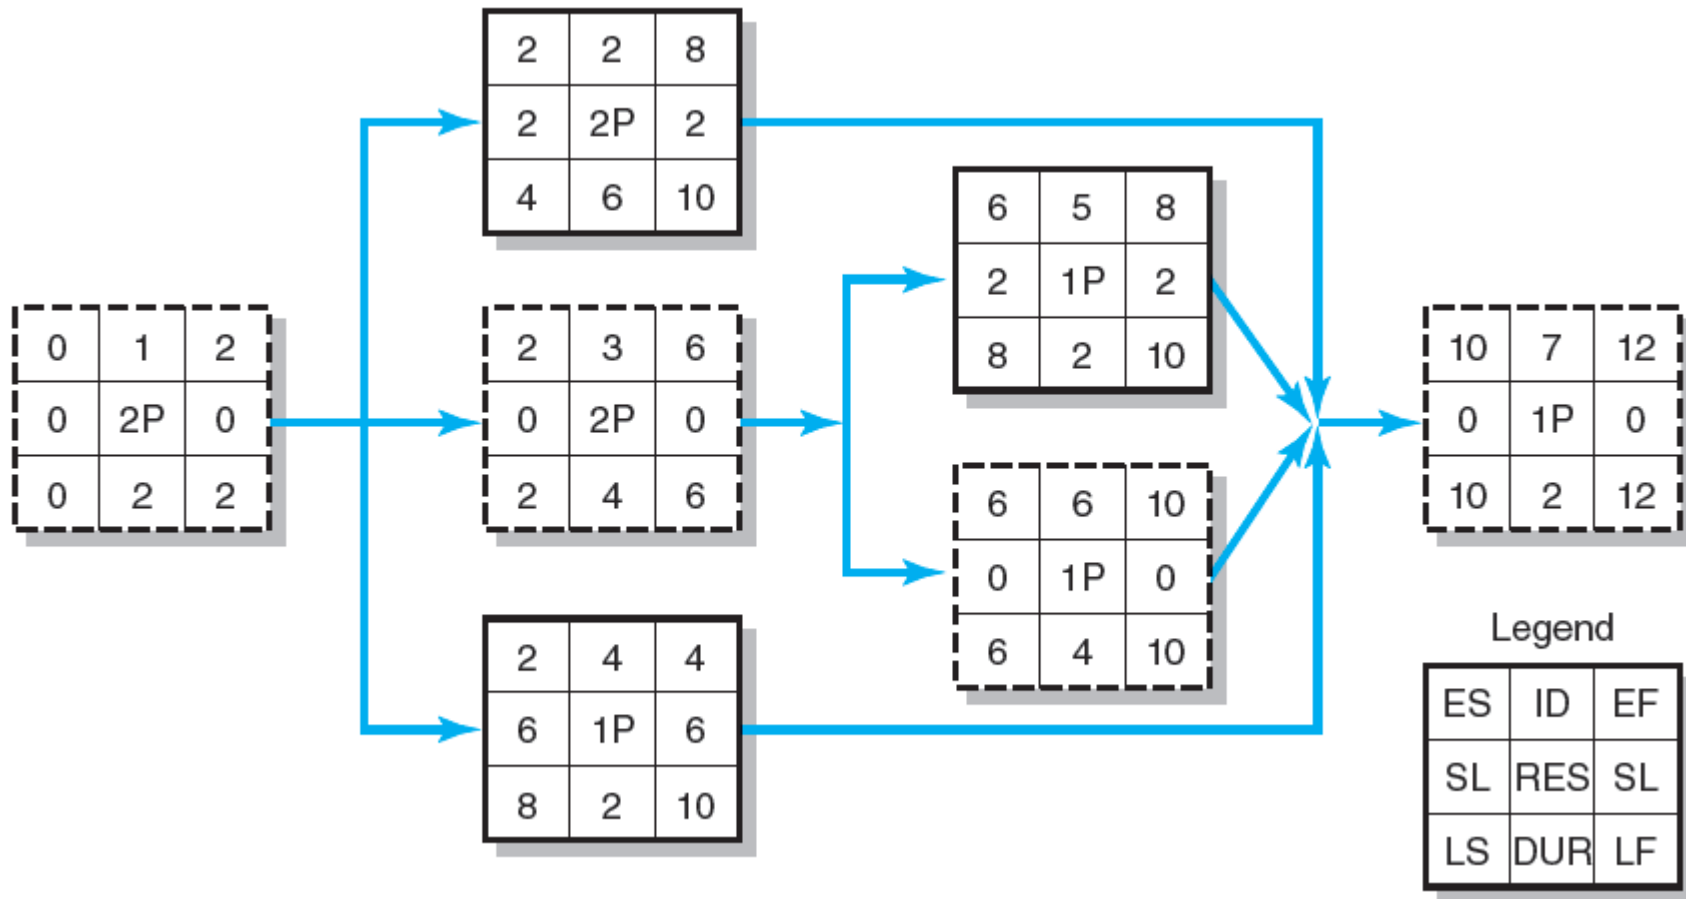 2 2 8
2 2P 2
4 6 10
6 5 8
2 1P 2
8 2 10
0 1 2
0 2P 0
0 2 2
2 3 6
0 2P 0
2 4 6
10 7 12
0 1P 0
10 2 12
6 6 10
0 1P 0
6 4 10
2 4 4
6 1P 6
8 2 10
Legend
ES ID EF
SL RES SL
LS DUR LF